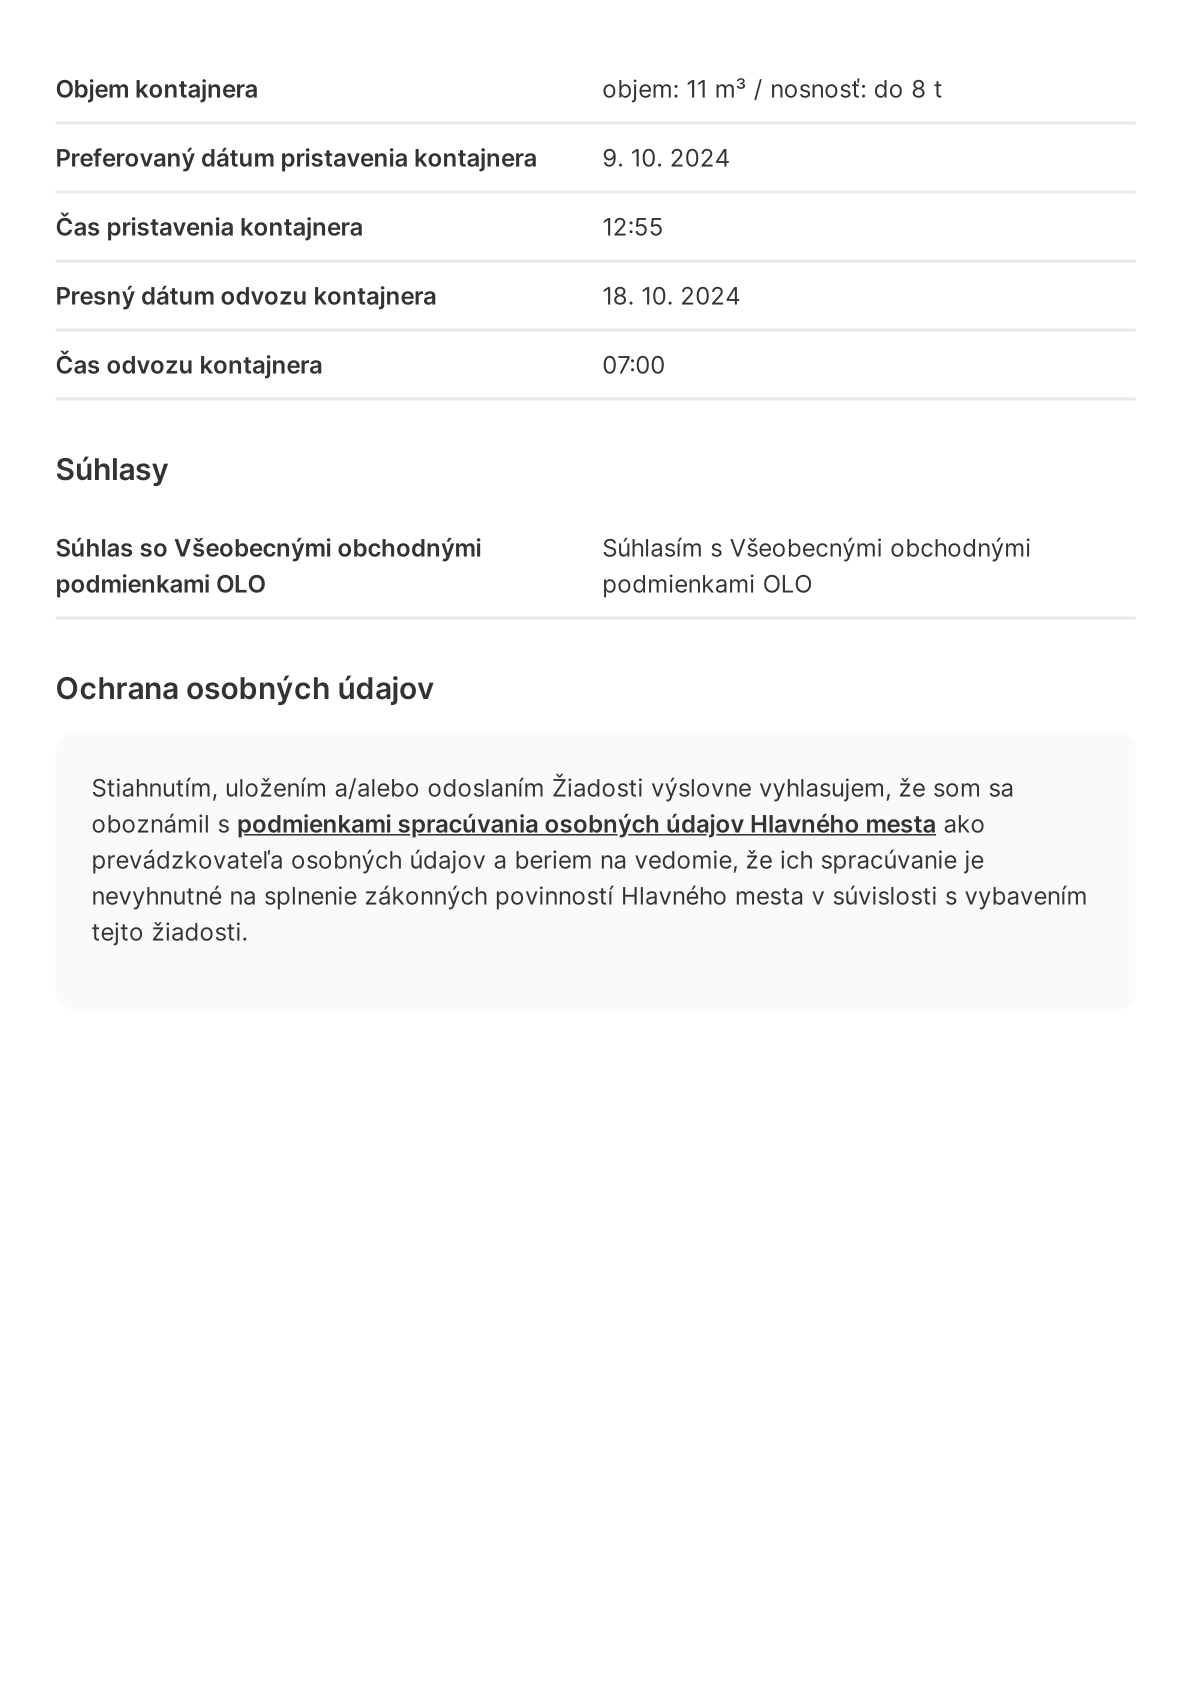 Objem kontajnera objem: 11 m³ / nosnosť: do 8 t
Preferovaný dátum pristavenia kontajnera 9. 10. 2024
Čas pristavenia kontajnera 12:55
Presný dátum odvozu kontajnera 18. 10. 2024
Čas odvozu kontajnera 07:00
Súhlasy
Súhlas so Všeobecnými obchodnými
podmienkami OLO
Súhlasím s Všeobecnými obchodnými
podmienkami OLO
Ochrana osobných údajov
Stiahnutím, uložením a/alebo odoslaním Žiadosti výslovne vyhlasujem, že som sa
oboznámil s podmienkami spracúvania osobných údajov Hlavného mesta ako
prevádzkovateľa osobných údajov a beriem na vedomie, že ich spracúvanie je
nevyhnutné na splnenie zákonných povinností Hlavného mesta v súvislosti s vybavením
tejto žiadosti.